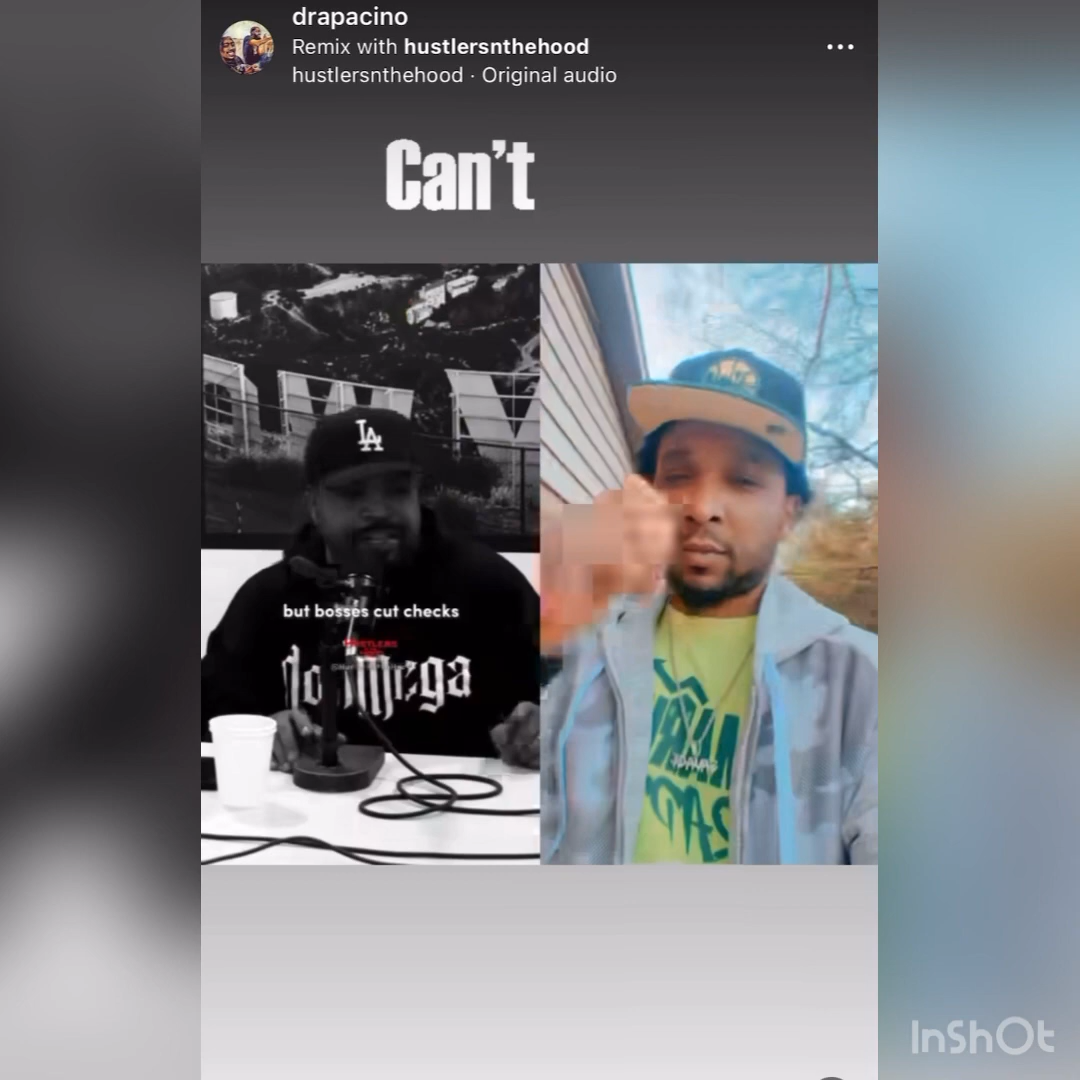 drapacino
Remix with hustlersnthehood
hustlersnthehood · Original audio
Can't
LA
but bosses cut checks
InShOt